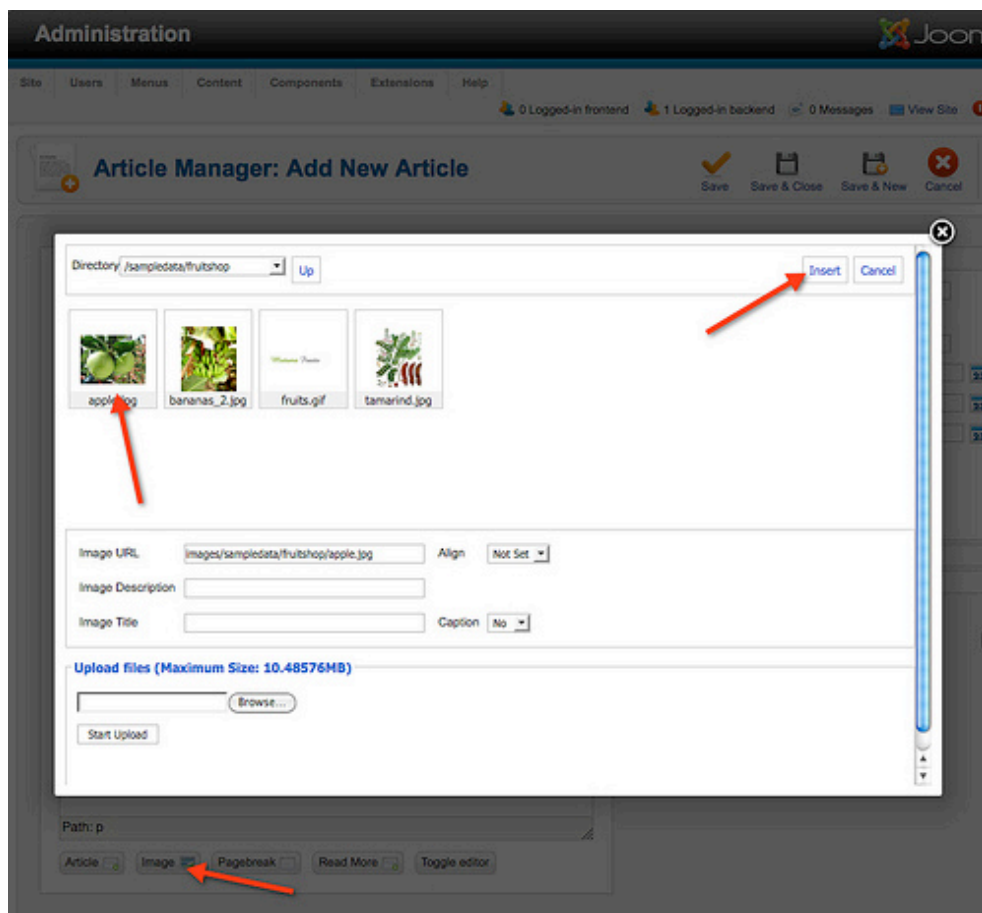 Administration
Joom
Site Users Menus Content Components Extensions Help
0 Logged-in frontend 1 Logged-in backend 0 Messages View Site
Article Manager: Add New Article
Save Save & Close Save & New Cancel
Directory /sampledata/fruitshop Up Insert Cancel
apple.jpg bananas_2.jpg fruits.gif tamarind.jpg
Image URL images/sampledata/fruitshop/apple.jpg Align Not Set
Image Description
Image Title Caption No
Upload files (Maximum Size: 10.48576MB)
Browse...
Start Upload
Path: p
Article Image Pagebreak Read More Toggle editor